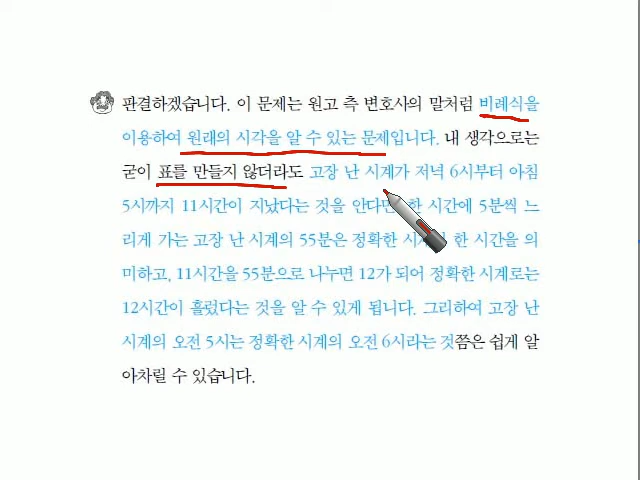 판결하겠습니다. 이 문제는 원고 측 변호사의 말처럼 비례식을
이용하여 원래의 시각을 알 수 있는 문제입니다. 내 생각으로는
굳이 표를 만들지 않더라도 고장 난 시계가 저녁 6시부터 아침
5시까지 11시간이 지났다는 것을 안다면 한 시간에 5분씩 느
리게 가는 고장 난 시계의 55분은 정확한 한 시간을 의
미하고, 11시간을 55분으로 나누면 12가 되어 정확한 시계로는
12시간이 흘렀다는 것을 알 수 있게 됩니다. 그리하여 고장 난
시계의 오전 5시는 정확한 시계의 오전 6시라는 것쯤은 쉽게 알
아차릴 수 있습니다.